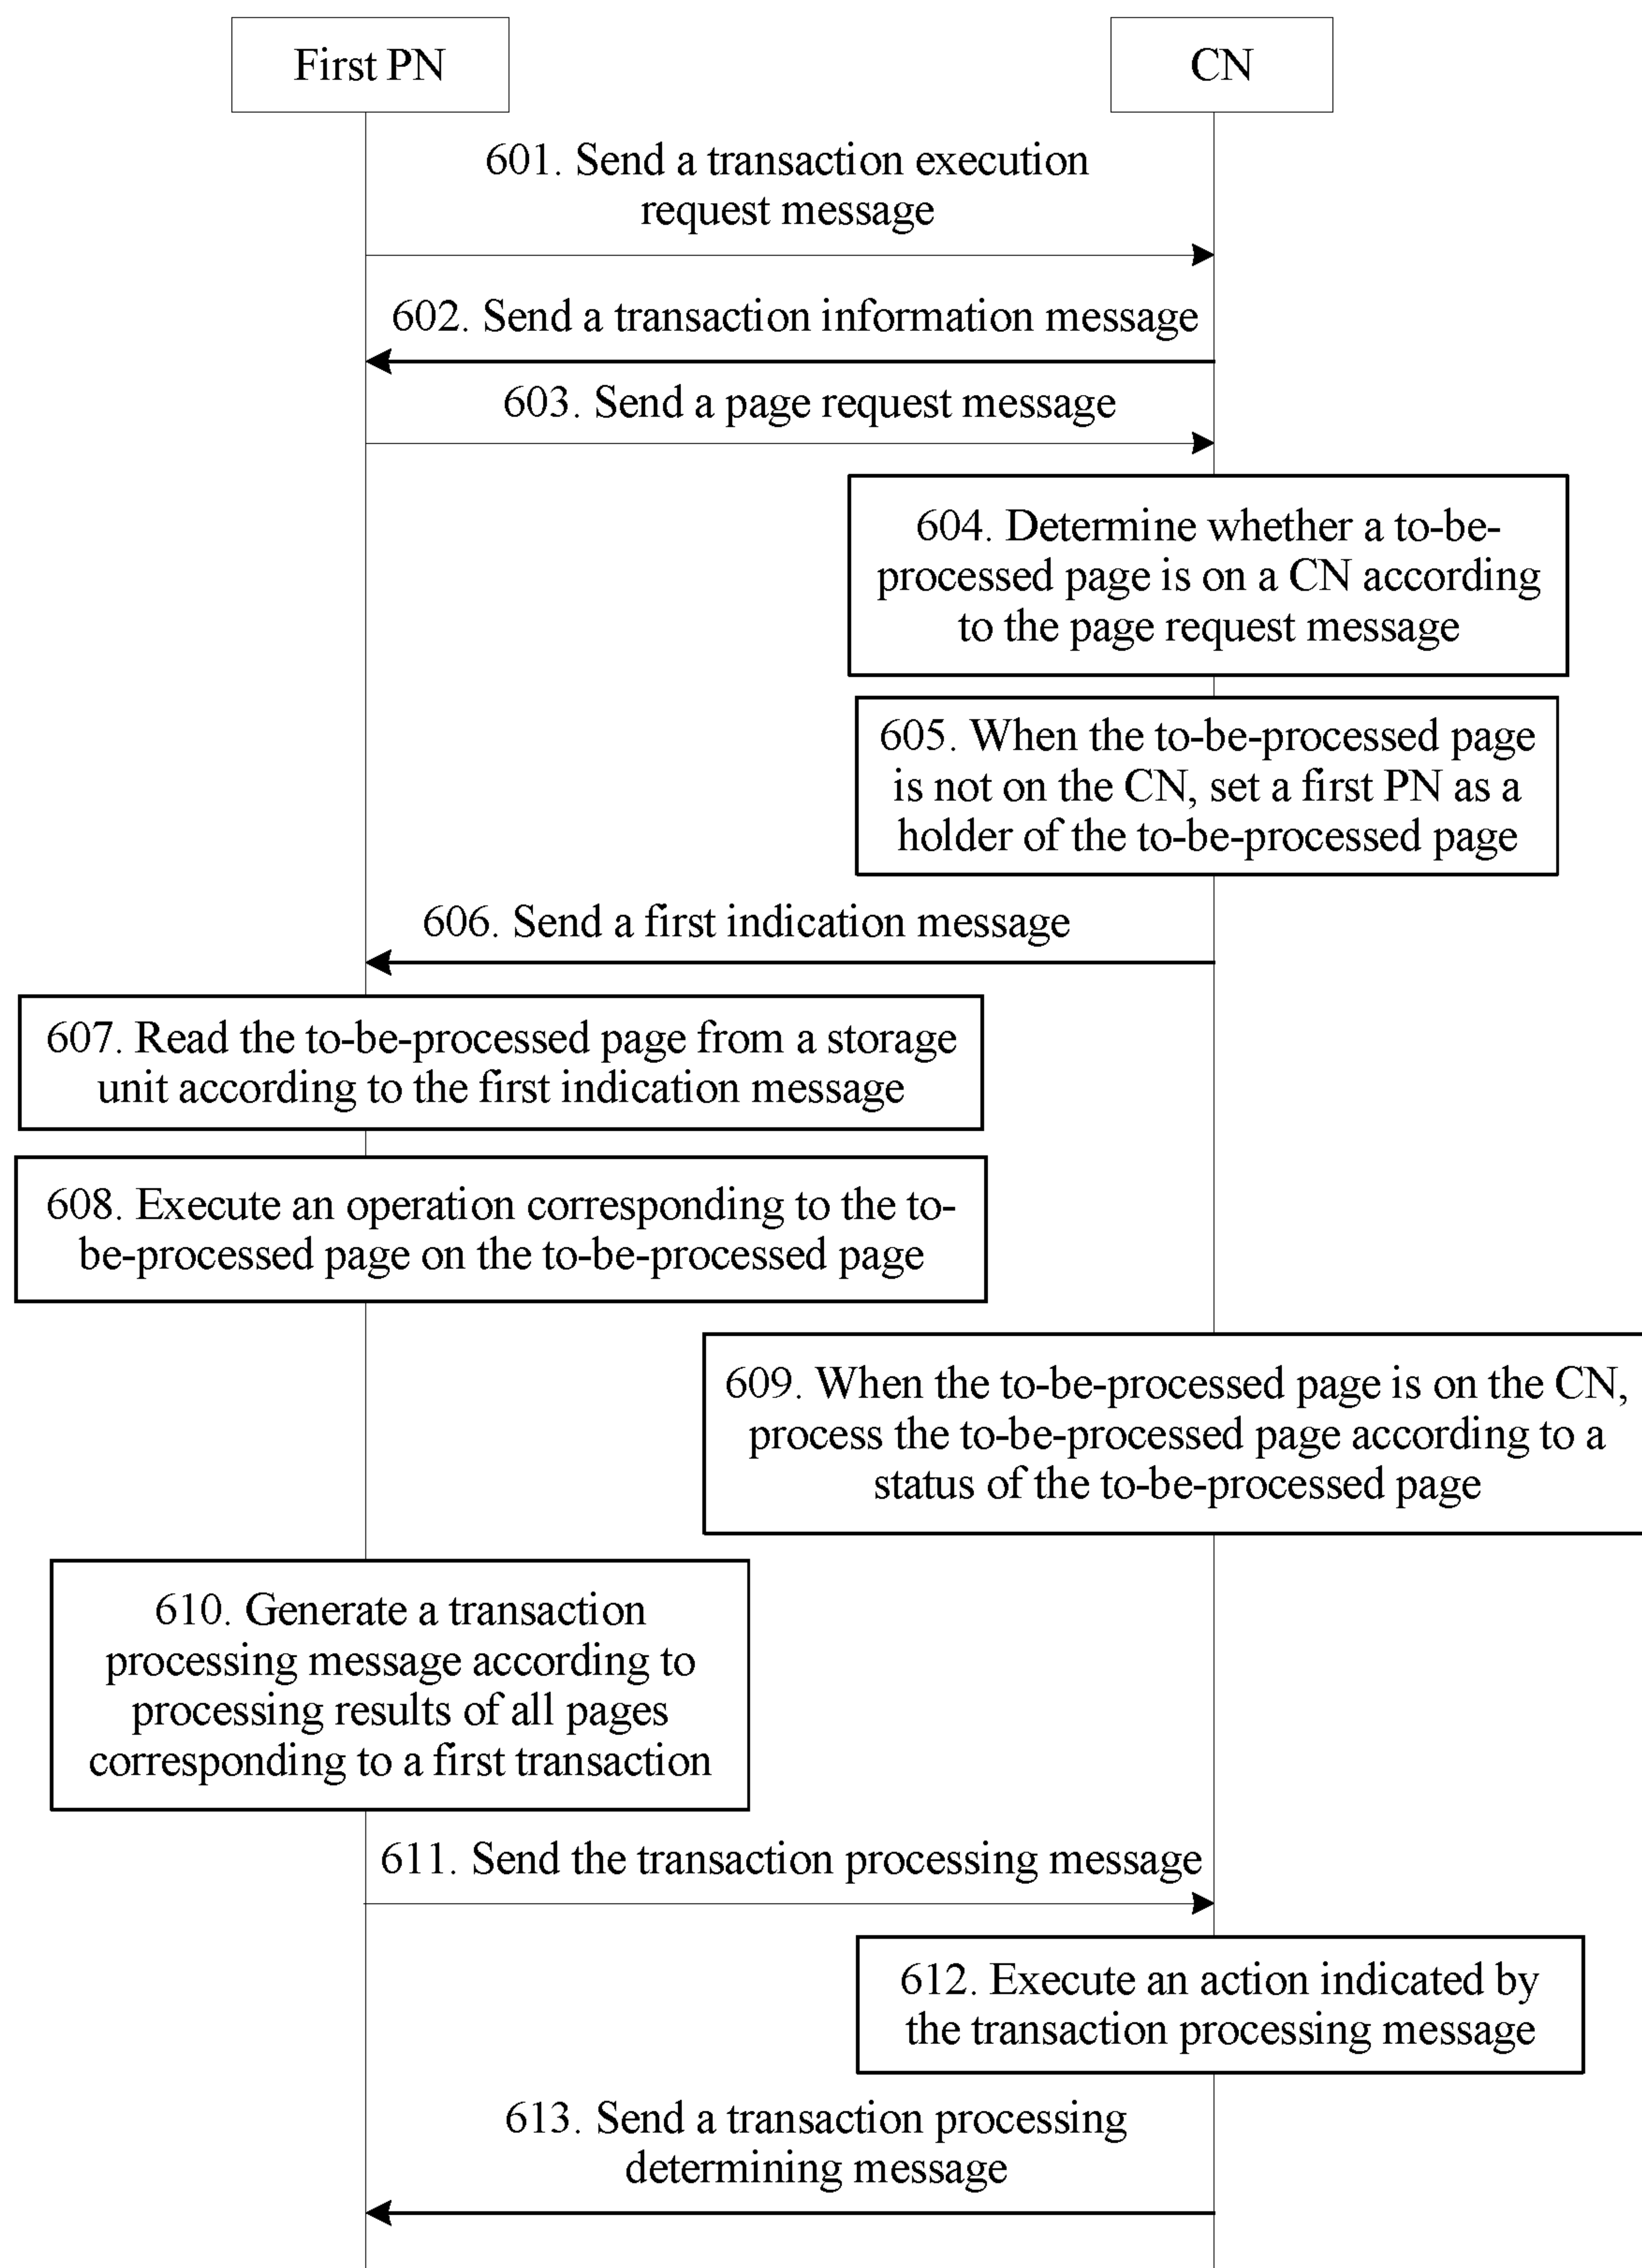 First PN
CN
601. Send a transaction execution
request message
602. Send a transaction information message
603. Send a page request message
604. Determine whether a to-be-
processed page is on a CN according
to the page request message
605. When the to-be-processed page
is not on the CN, set a first PN as a
holder of the to-be-processed page
606. Send a first indication message
607. Read the to-be-processed page from a storage
unit according to the first indication message
608. Execute an operation corresponding to the to-
be-processed page on the to-be-processed page
609. When the to-be-processed page is on the CN,
process the to-be-processed page according to a
status of the to-be-processed page
610. Generate a transaction
processing message according to
processing results of all pages
corresponding to a first transaction
611. Send the transaction processing message
612. Execute an action indicated by
the transaction processing message
613. Send a transaction processing
determining message